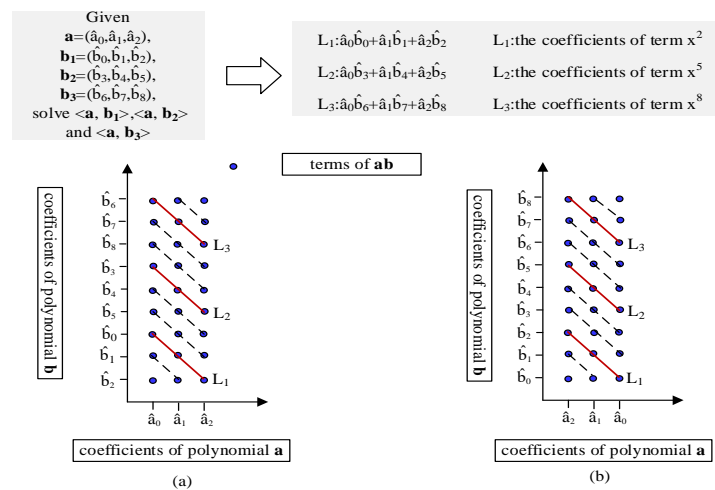 Given
a=(â₀,â₁,â₂),
b₁=(b̂₀,b̂₁,b̂₂),
b₂=(b̂₃,b̂₄,b̂₅),
b₃=(b̂₆,b̂₇,b̂₈),
solve <a, b₁>,<a, b₂>
and <a, b₃>
L₁:â₀b̂₀+â₁b̂₁+â₂b̂₂
L₁:the coefficients of term x²
L₂:â₀b̂₃+â₁b̂₄+â₂b̂₅
L₂:the coefficients of term x⁵
L₃:â₀b̂₆+â₁b̂₇+â₂b̂₈
L₃:the coefficients of term x⁸
terms of ab
coefficients of polynomial b
b̂₆
b̂₇
b̂₈
L₃
b̂₃
b̂₄
b̂₅
L₂
b̂₀
b̂₁
b̂₂
L₁
â₀ â₁ â₂
coefficients of polynomial a
(a)
coefficients of polynomial b
b̂₈
b̂₇
b̂₆
L₃
b̂₅
b̂₄
b̂₃
L₂
b̂₂
b̂₁
b̂₀
L₁
â₂ â₁ â₀
coefficients of polynomial a
(b)